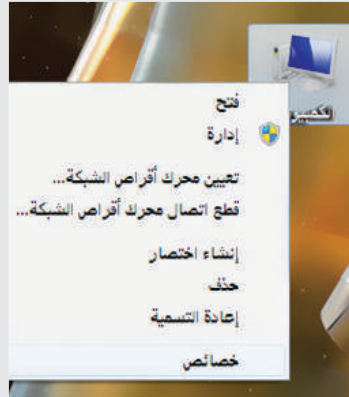 الكمبيو
فتح
إدارة
تعيين محرك أقراص الشبكة...
قطع اتصال محرك أقراص الشبكة...
إنشاء اختصار
حذف
إعادة التسمية
خصائص